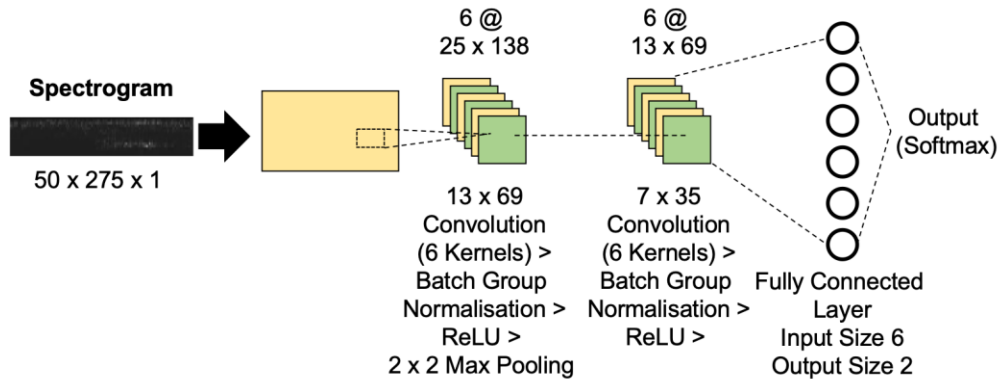 Spectrogram
50 x 275 x 1
6 @
25 x 138
13 x 69
Convolution
(6 Kernels) >
Batch Group
Normalisation >
ReLU >
2 x 2 Max Pooling
6 @
13 x 69
7 x 35
Convolution
(6 Kernels) >
Batch Group
Normalisation >
ReLU >
Fully Connected
Layer
Input Size 6
Output Size 2
Output
(Softmax)